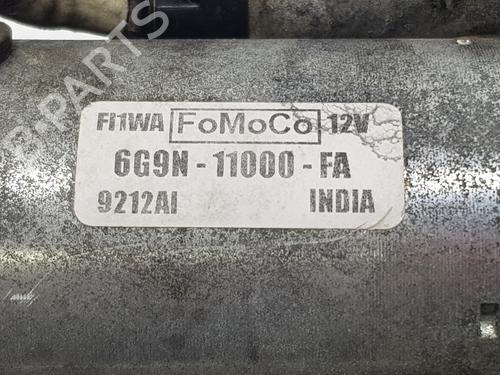 FI1WA FoMoCo 12V
6G9N - 11000 - FA
9212AI INDIA
B-PARTS